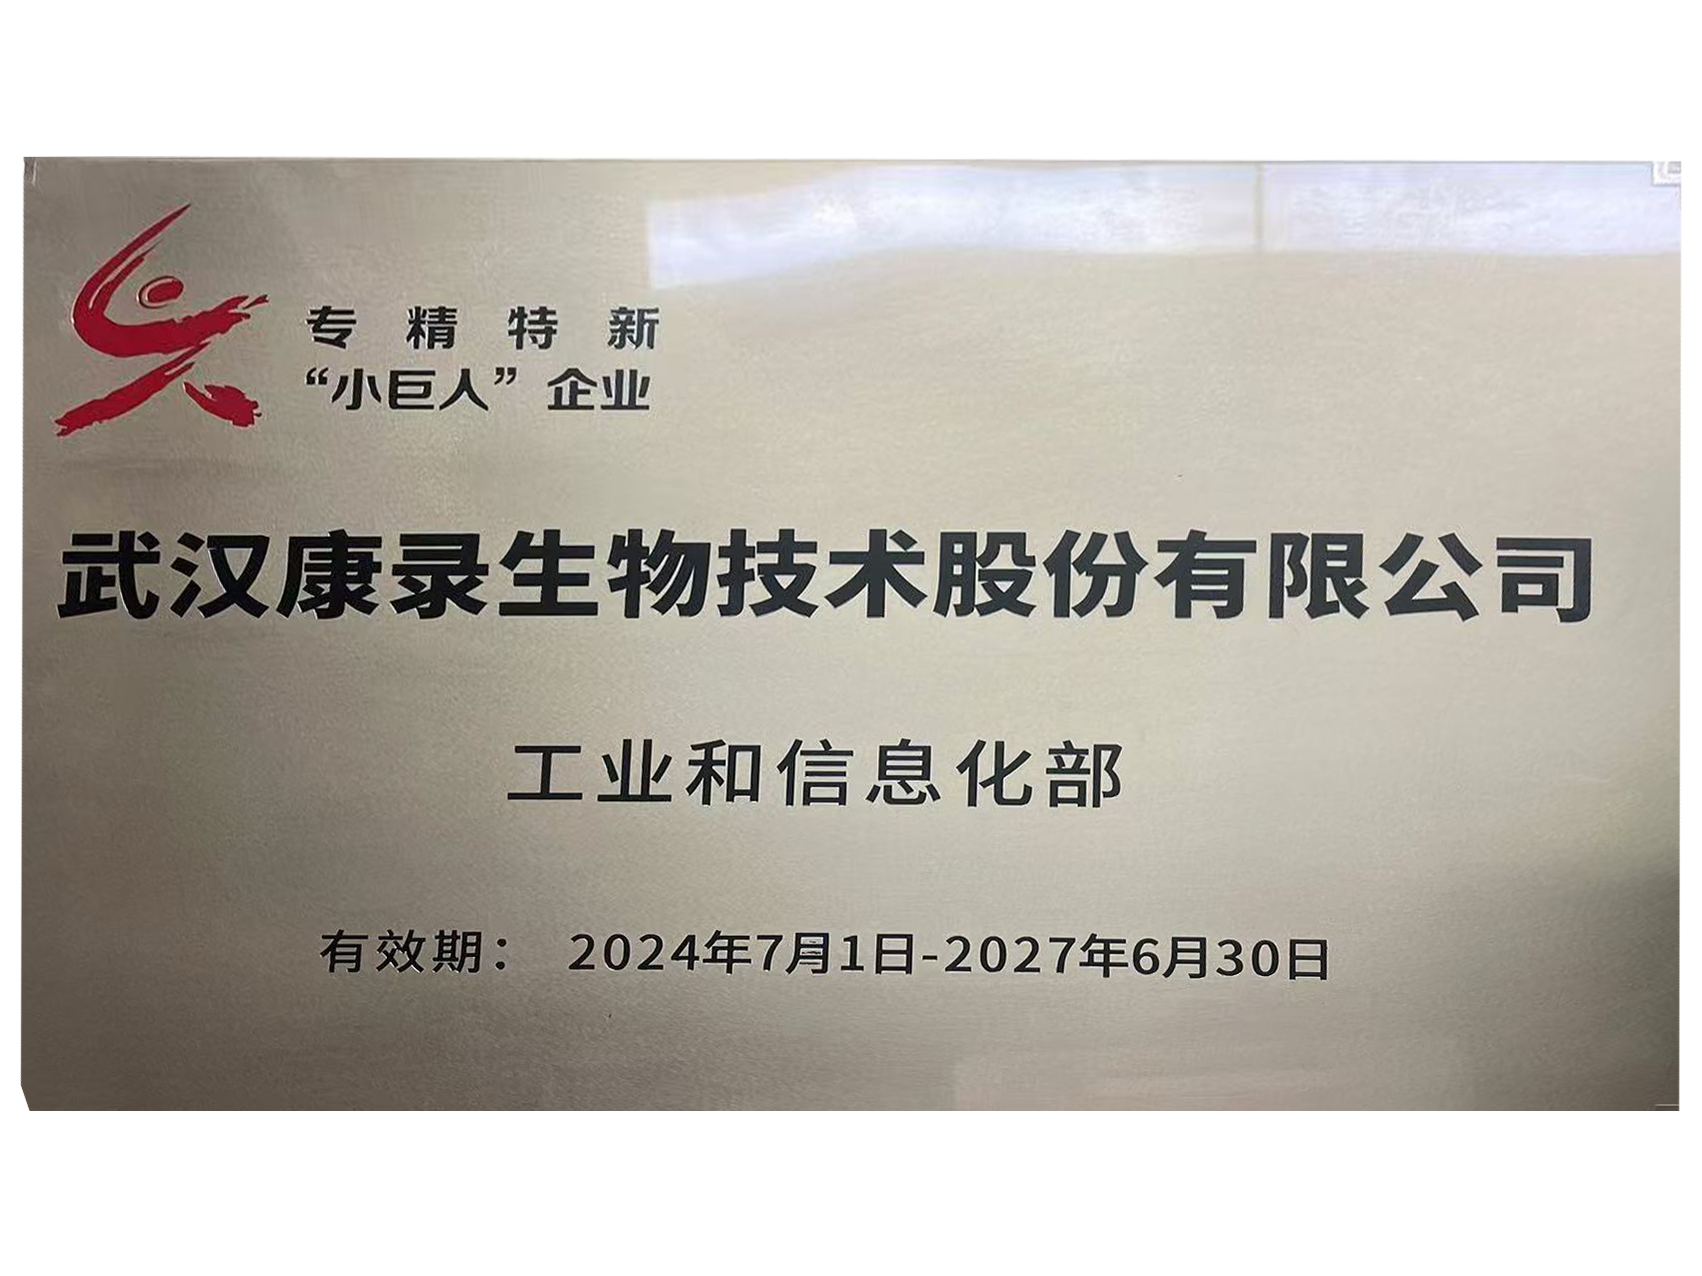 专精特新
“小巨人”企业
武汉康录生物技术股份有限公司
工业和信息化部
有效期： 2024年7月1日-2027年6月30日